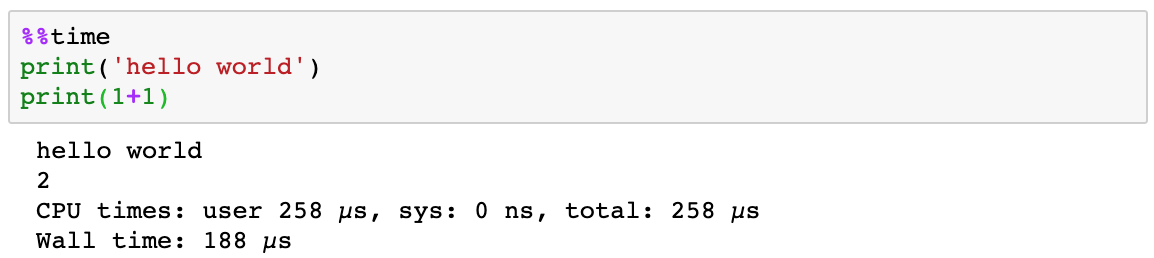 %%time
print('hello world')
print(1+1)
hello world
2
CPU times: user 258 µs, sys: 0 ns, total: 258 µs
Wall time: 188 µs